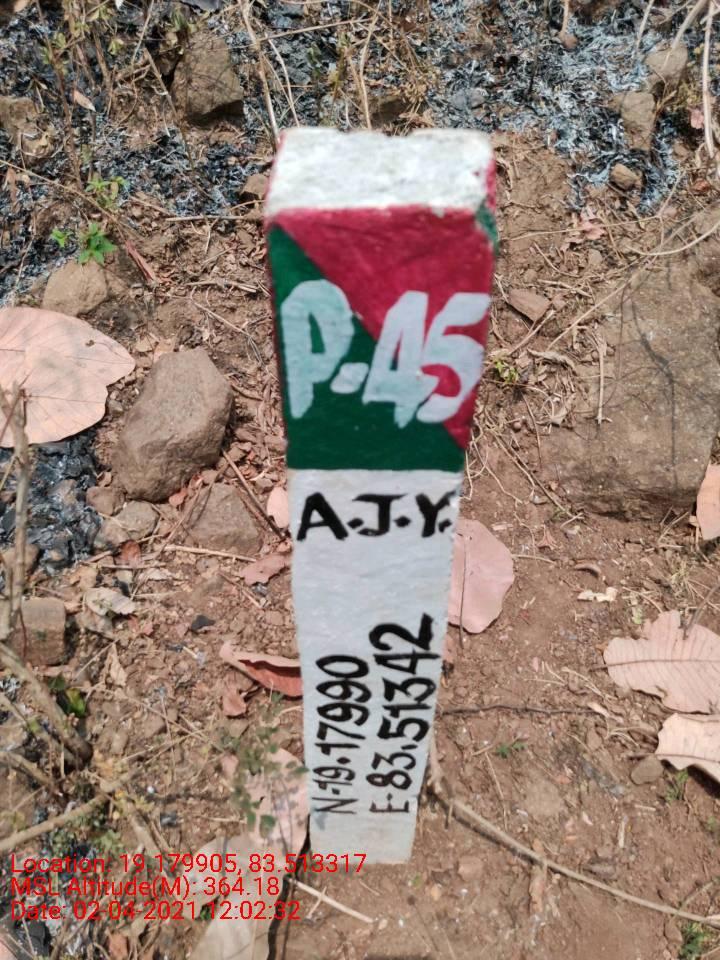 P-45
A.J.Y.
N-19.17990
E-83.51342
Location: 19.179905, 83.513317
MSL Altitude(M): 364.18
Date: 02-04-2021 12:02:32